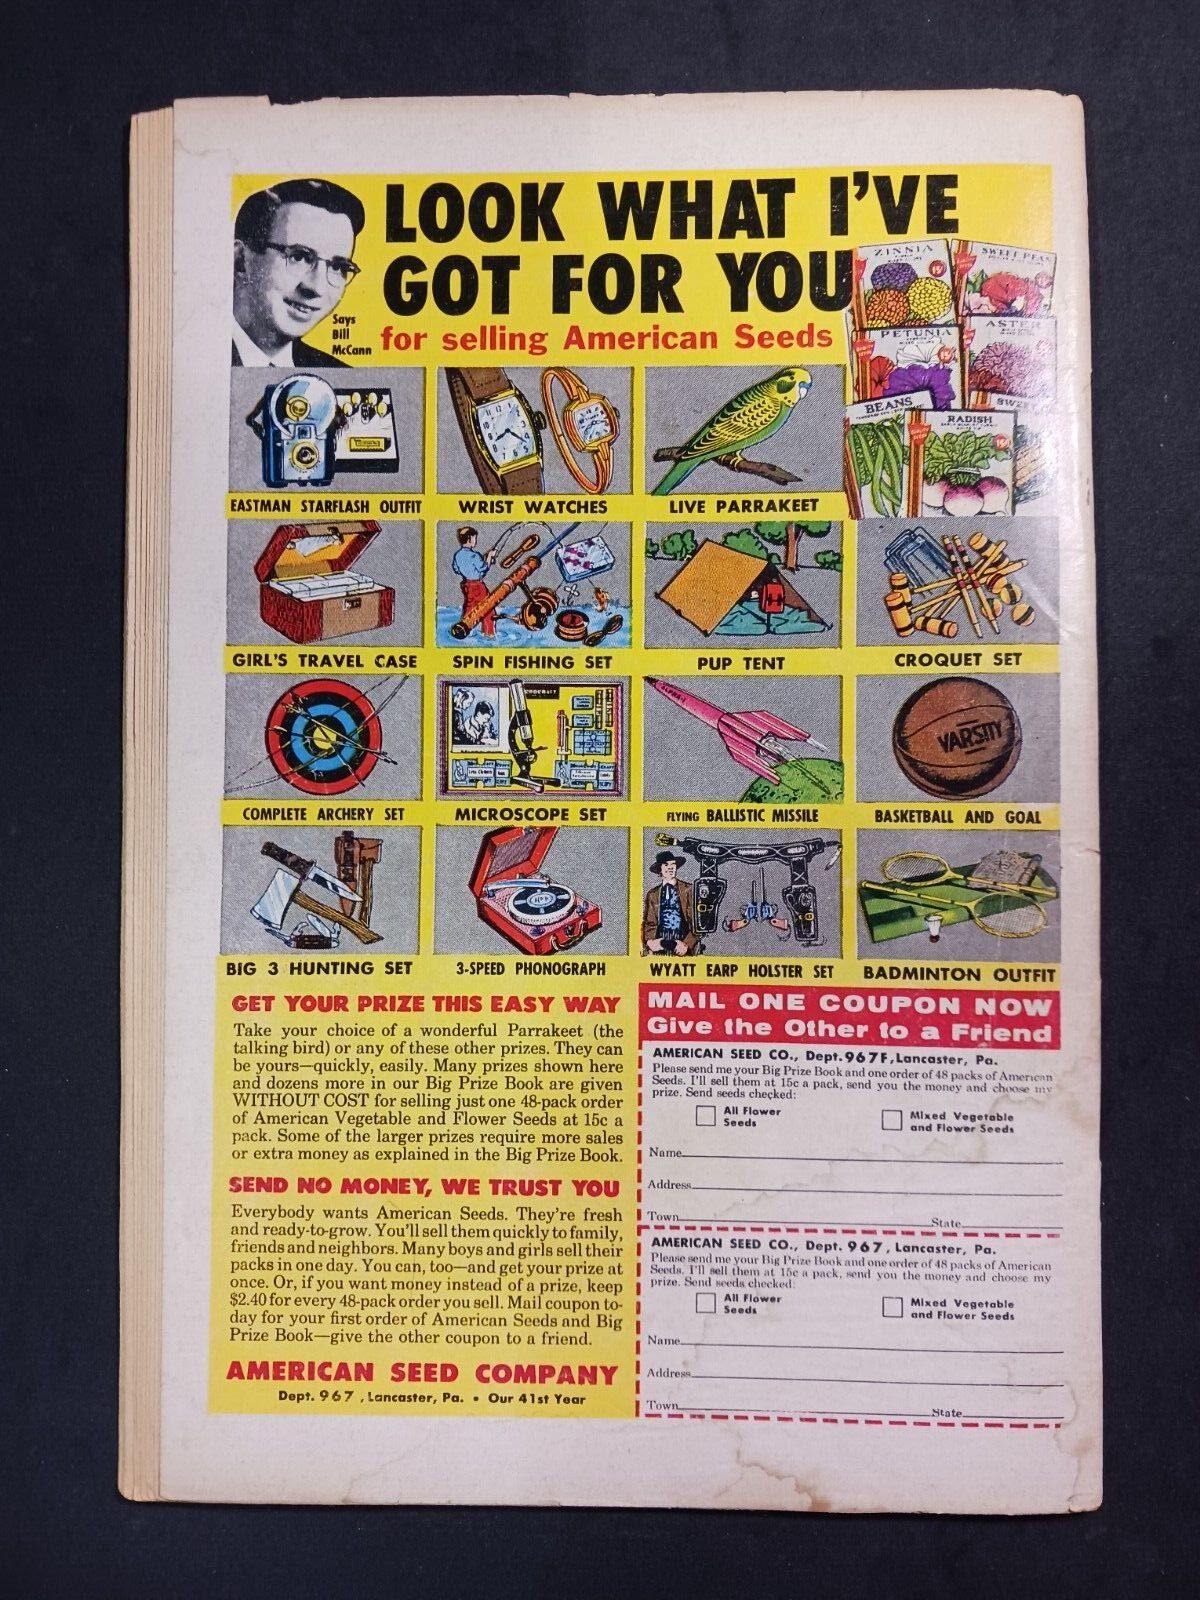 LOOK WHAT I'VE
GOT FOR YOU
for selling American Seeds
Says
Bill
McCann
ZINNIA
SWEET PEAS
PETUNIA
ASTER
BEANS
SWEET
RADISH
EASTMAN STARFLASH OUTFIT
WRIST WATCHES
LIVE PARRAKEET
GIRL'S TRAVEL CASE
SPIN FISHING SET
PUP TENT
CROQUET SET
VARSITY
COMPLETE ARCHERY SET
MICROSCOPE SET
FLYING BALLISTIC MISSILE
BASKETBALL AND GOAL
BIG 3 HUNTING SET
3-SPEED PHONOGRAPH
WYATT EARP HOLSTER SET
BADMINTON OUTFIT
GET YOUR PRIZE THIS EASY WAY
Take your choice of a wonderful Parrakeet (the
talking bird) or any of these other prizes. They can
be yours—quickly, easily. Many prizes shown here
and dozens more in our Big Prize Book are given
WITHOUT COST for selling just one 48-pack order
of American Vegetable and Flower Seeds at 15c a
pack. Some of the larger prizes require more sales
or extra money as explained in the Big Prize Book.
SEND NO MONEY, WE TRUST YOU
Everybody wants American Seeds. They're fresh
and ready-to-grow. You'll sell them quickly to family,
friends and neighbors. Many boys and girls sell their
packs in one day. You can, too—and get your prize at
once. Or, if you want money instead of a prize, keep
$2.40 for every 48-pack order you sell. Mail coupon to-
day for your first order of American Seeds and Big
Prize Book—give the other coupon to a friend.
AMERICAN SEED COMPANY
Dept. 967, Lancaster, Pa. • Our 41st Year
MAIL ONE COUPON NOW
Give the Other to a Friend
AMERICAN SEED CO., Dept. 967F, Lancaster, Pa.
Please send me your Big Prize Book and one order of 48 packs of American
Seeds. I'll sell them at 15c a pack, send you the money and choose my
prize. Send seeds checked:
All Flower
Seeds
Mixed Vegetable
and Flower Seeds
Name
Address
Town State
AMERICAN SEED CO., Dept. 967, Lancaster, Pa.
Please send me your Big Prize Book and one order of 48 packs of American
Seeds. I'll sell them at 15c a pack, send you the money and choose my
prize. Send seeds checked:
All Flower
Seeds
Mixed Vegetable
and Flower Seeds
Name
Address
Town State